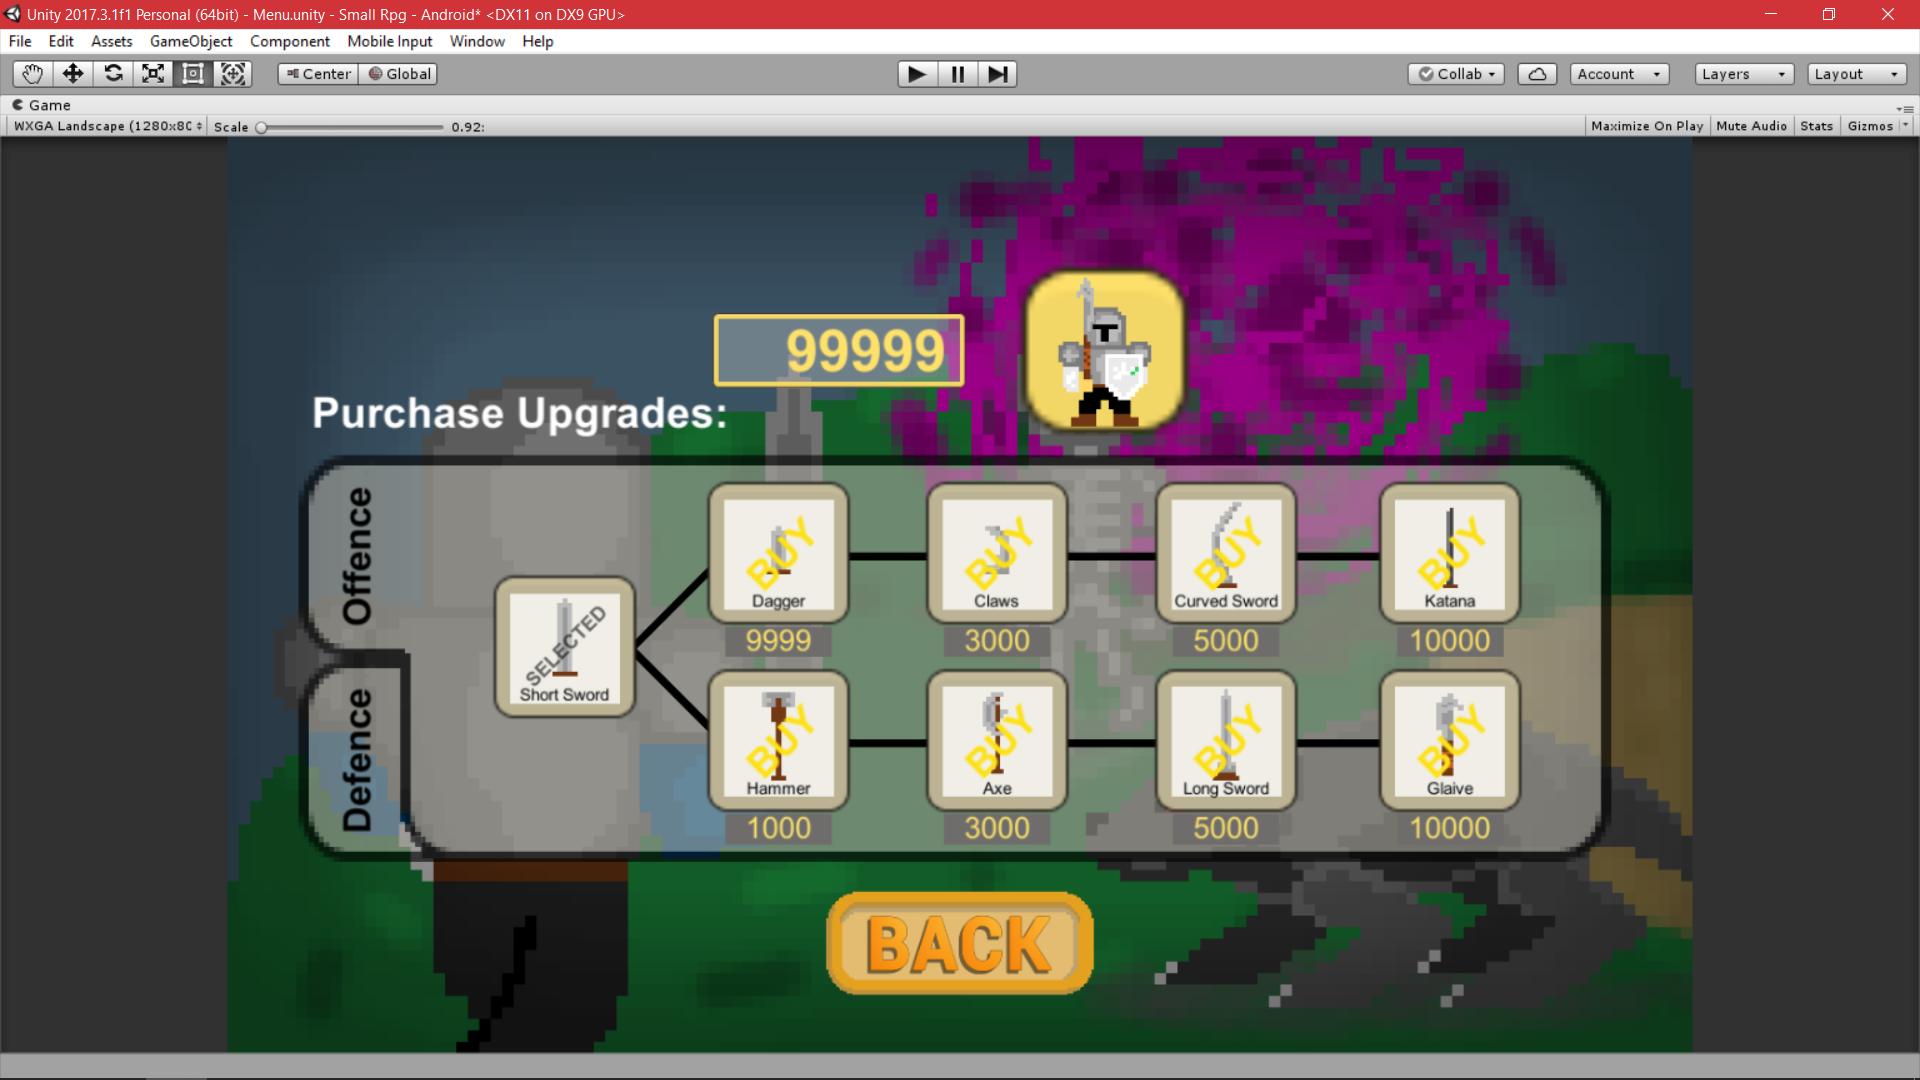 Unity 2017.3.1f1 Personal (64bit) - Menu.unity - Small Rpg - Android* <DX11 on DX9 GPU>
File Edit Assets GameObject Component Mobile Input Window Help
Center Global Collab Account Layers Layout
Game
WXGA Landscape (1280x80 Scale 0.92: Maximize On Play Mute Audio Stats Gizmos
99999
Purchase Upgrades:
Offence
Defence
SELECTED
Short Sword
BUY BUY BUY BUY
Dagger Claws Curved Sword Katana
9999 3000 5000 10000
BUY BUY BUY BUY
Hammer Axe Long Sword Glaive
1000 3000 5000 10000
BACK